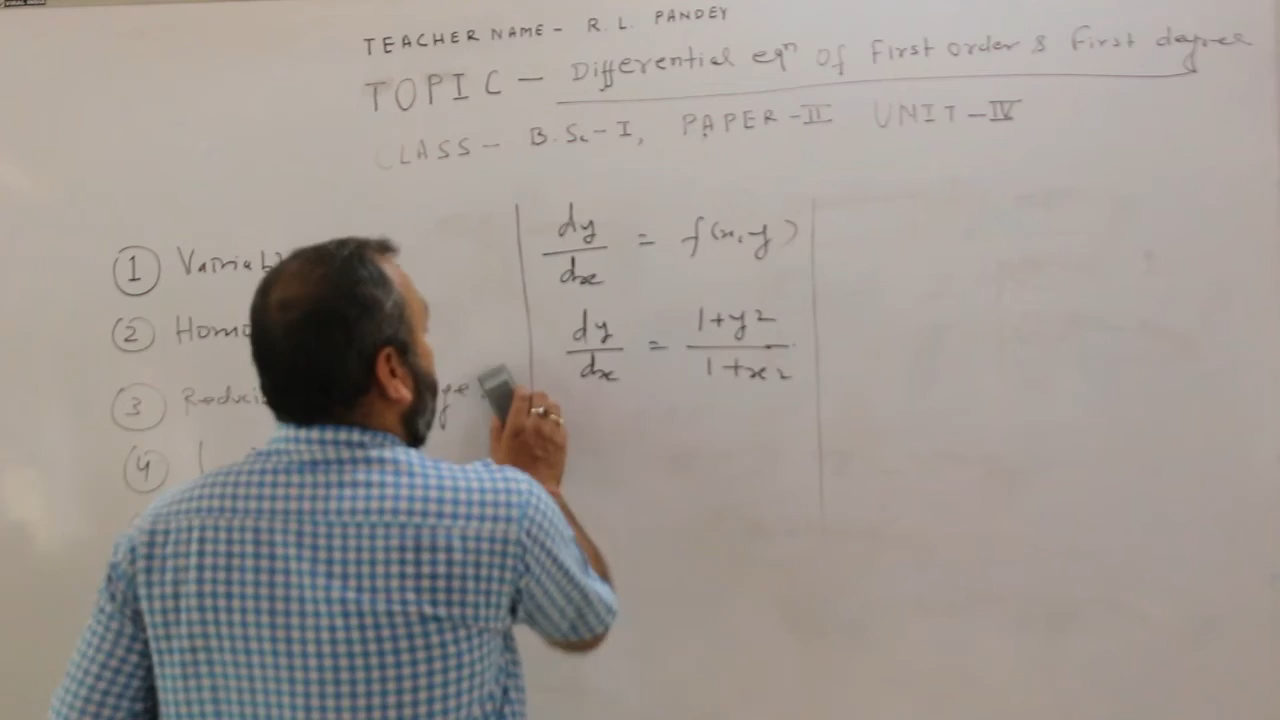 TEACHER NAME - R. L. PANDEY
TOPIC - Differential eqⁿ of First order & First degree
CLASS - B.Sc-I, PAPER-II UNIT-IV
① Variab
② Homo
③ Reduci
④
dy/dx = f(x, y)
dy/dx = 1+y²/1+x²